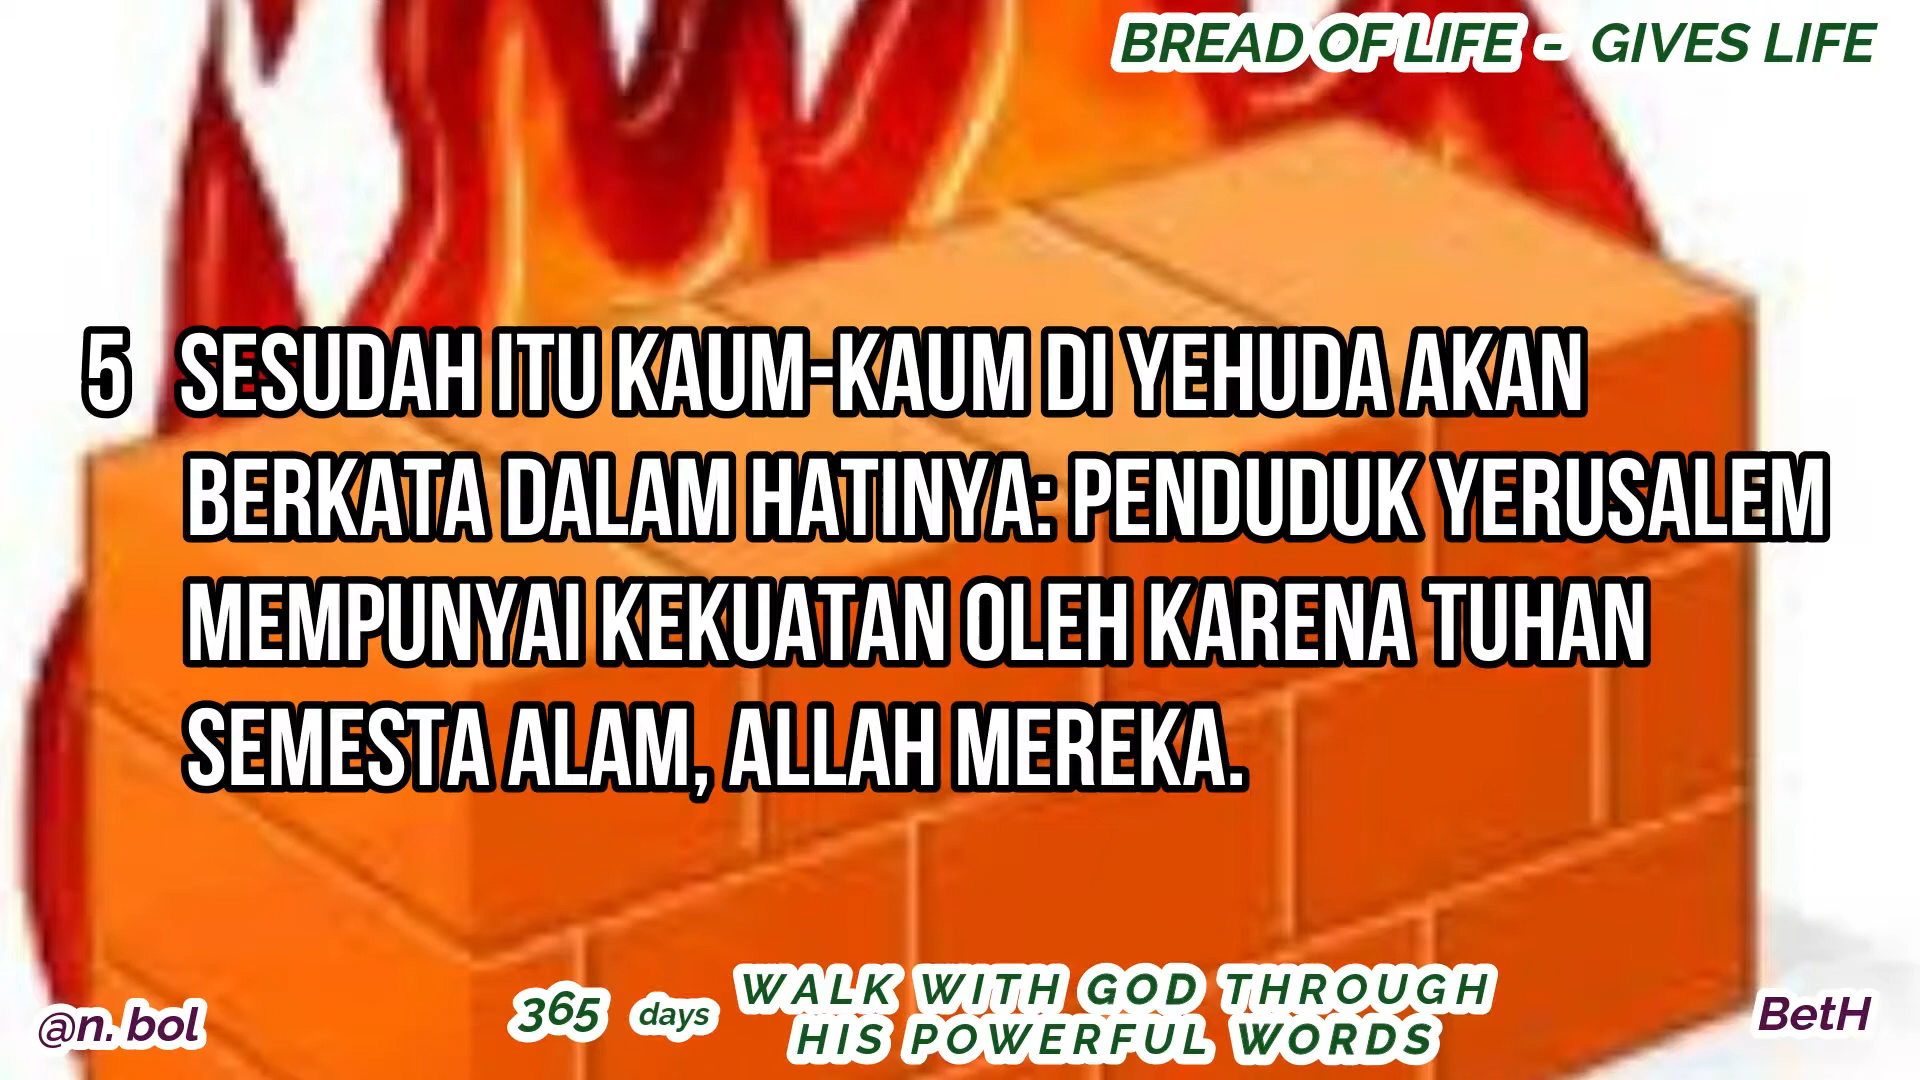 BREAD OF LIFE - GIVES LIFE
5 SESUDAH ITU KAUM-KAUM DI YEHUDA AKAN
BERKATA DALAM HATINYA: PENDUDUK YERUSALEM
MEMPUNYAI KEKUATAN OLEH KARENA TUHAN
SEMESTA ALAM, ALLAH MEREKA.
@n. bol
365 days
WALK WITH GOD THROUGH
HIS POWERFUL WORDS
BetH